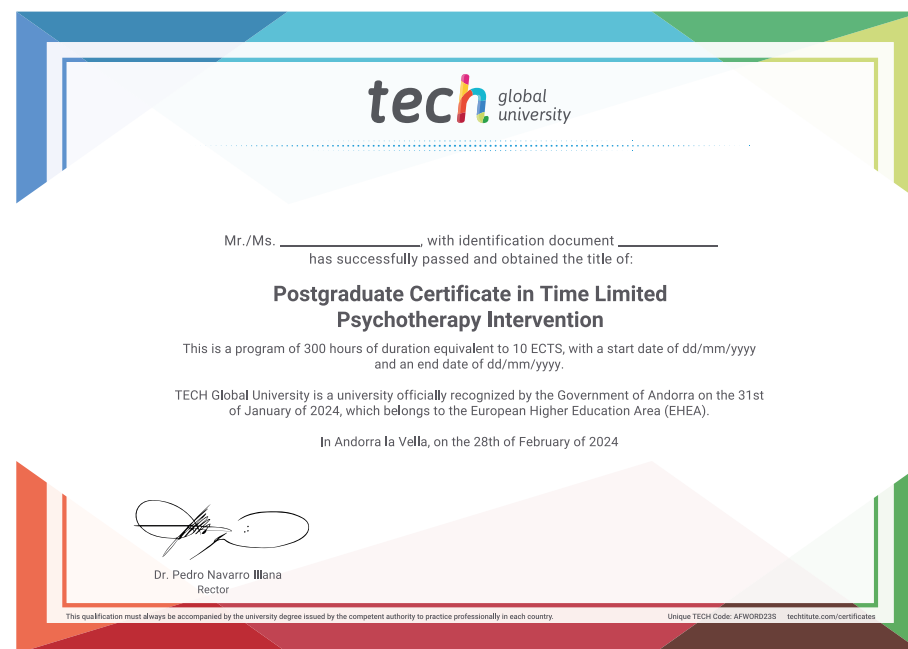 tech global
university
Mr./Ms. ____________________, with identification document ______________
has successfully passed and obtained the title of:
Postgraduate Certificate in Time Limited
Psychotherapy Intervention
This is a program of 300 hours of duration equivalent to 10 ECTS, with a start date of dd/mm/yyyy
and an end date of dd/mm/yyyy.
TECH Global University is a university officially recognized by the Government of Andorra on the 31st
of January of 2024, which belongs to the European Higher Education Area (EHEA).
In Andorra la Vella, on the 28th of February of 2024
Dr. Pedro Navarro Illana
Rector
This qualification must always be accompanied by the university degree issued by the competent authority to practice professionally in each country.
Unique TECH Code: AFWORD23S techtitute.com/certificates